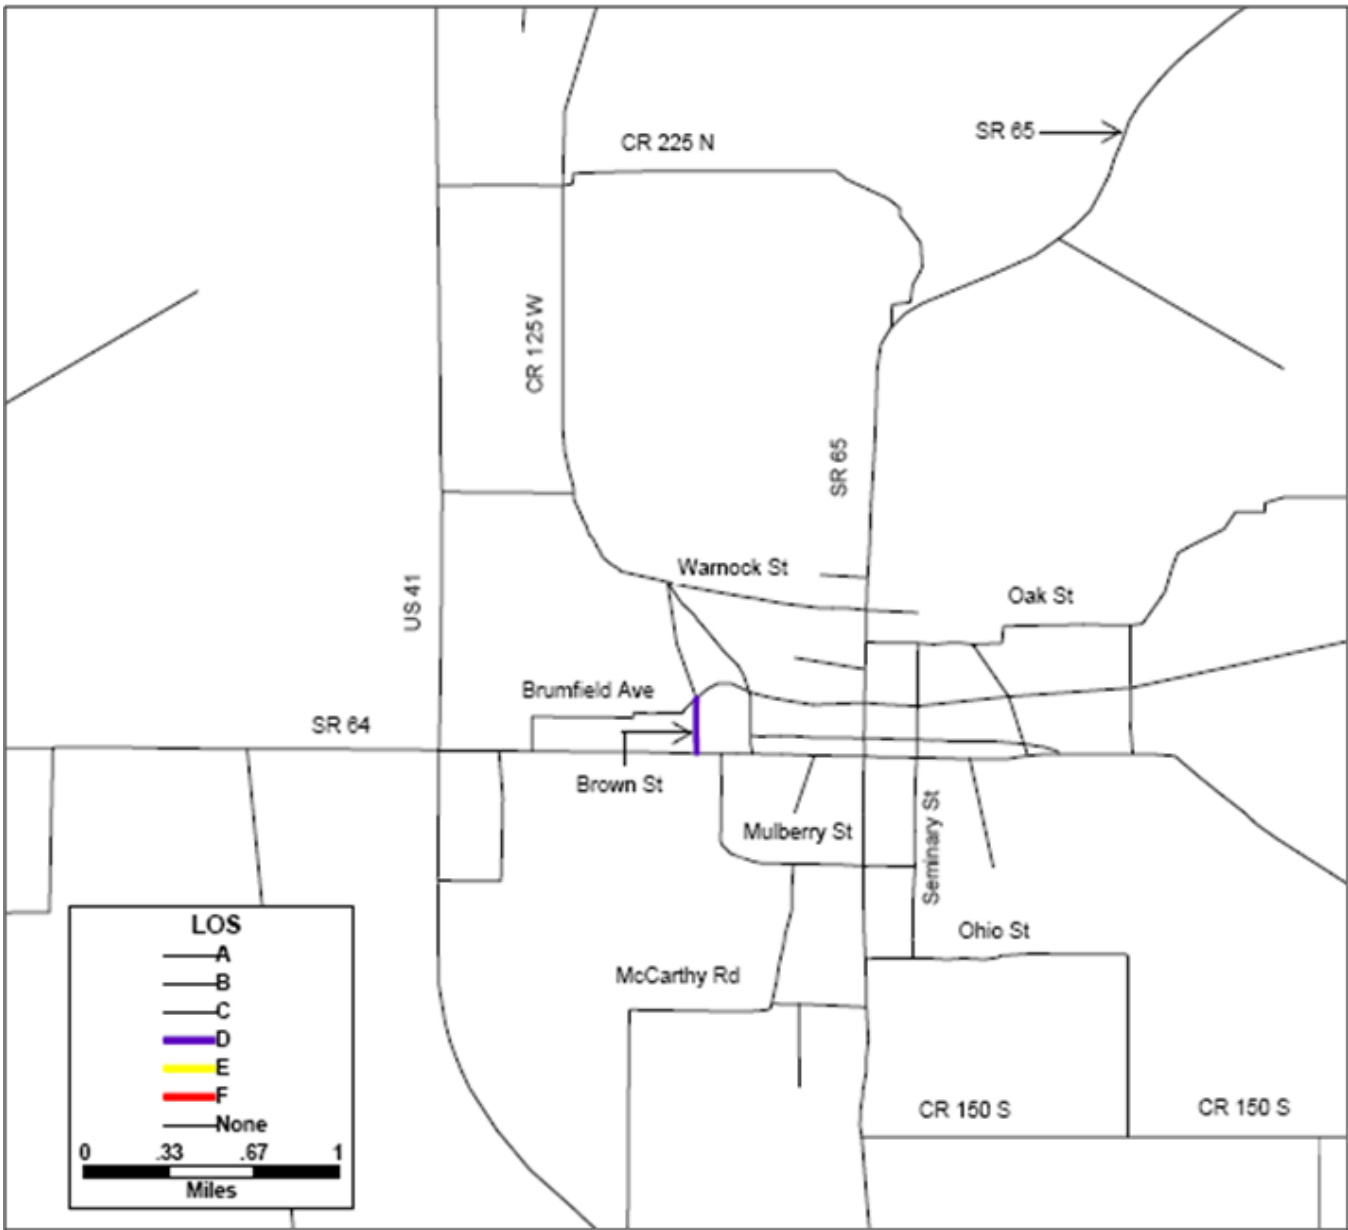 CR 225 N
SR 65
CR 125 W
SR 65
Warnock St
Oak St
US 41
Brumfield Ave
SR 64
Brown St
Mulberry St
Seminary St
Ohio St
McCarthy Rd
CR 150 S
CR 150 S
LOS
A
B
C
D
E
F
None
0 .33 .67 1
Miles